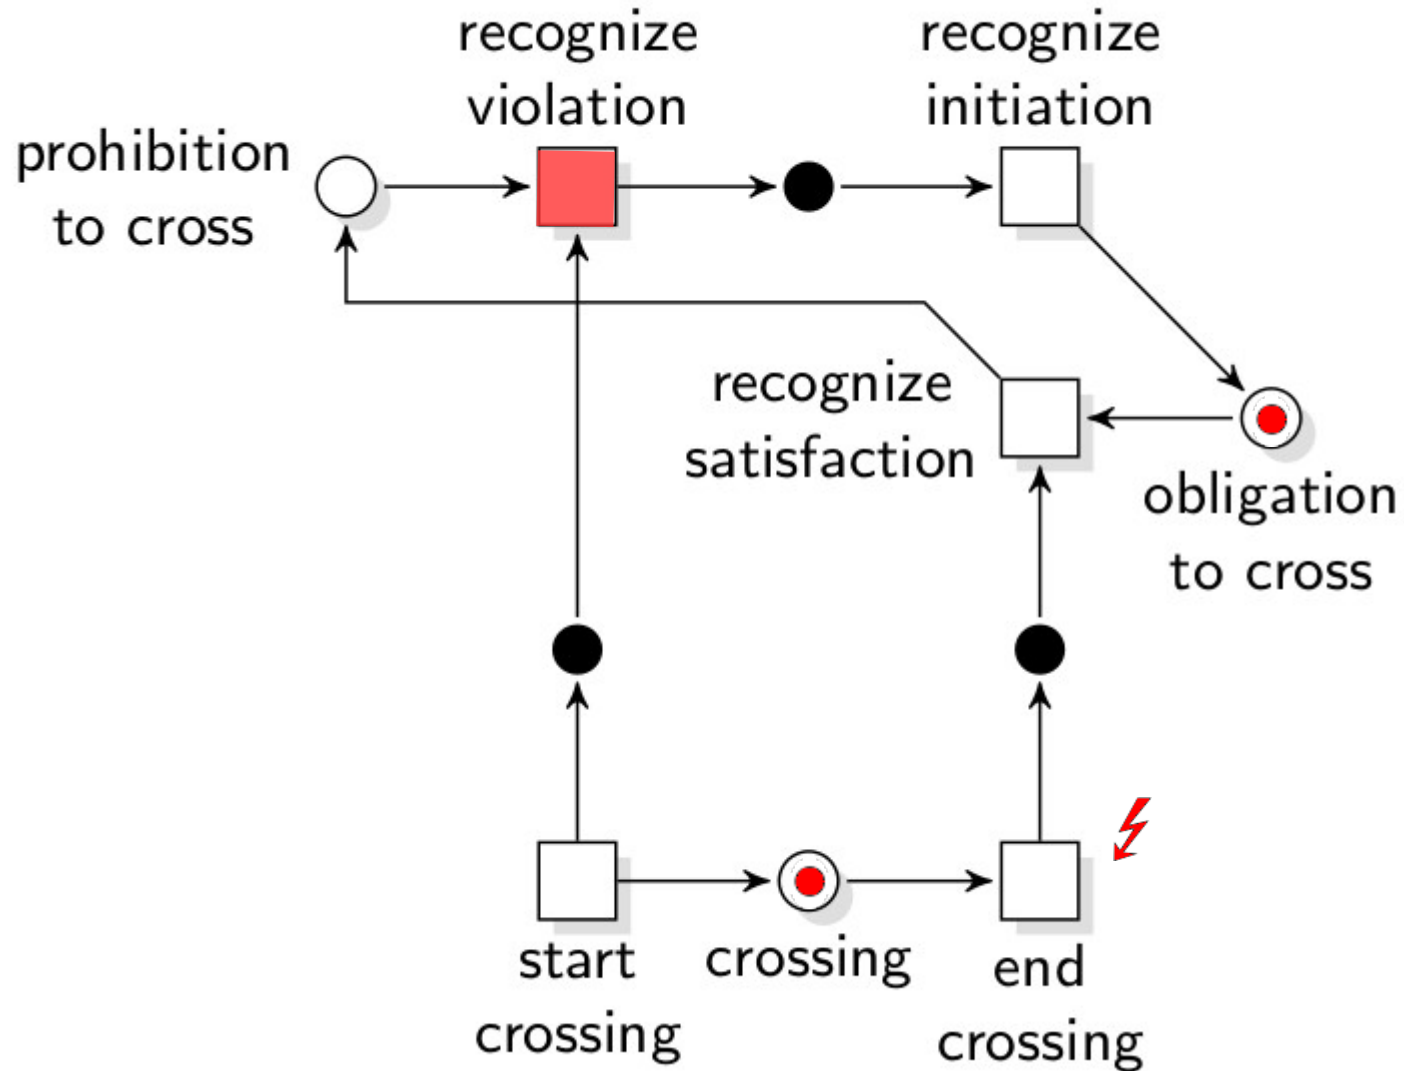 recognize
violation
recognize
initiation
prohibition
to cross
recognize
satisfaction
obligation
to cross
start
crossing
crossing
end
crossing